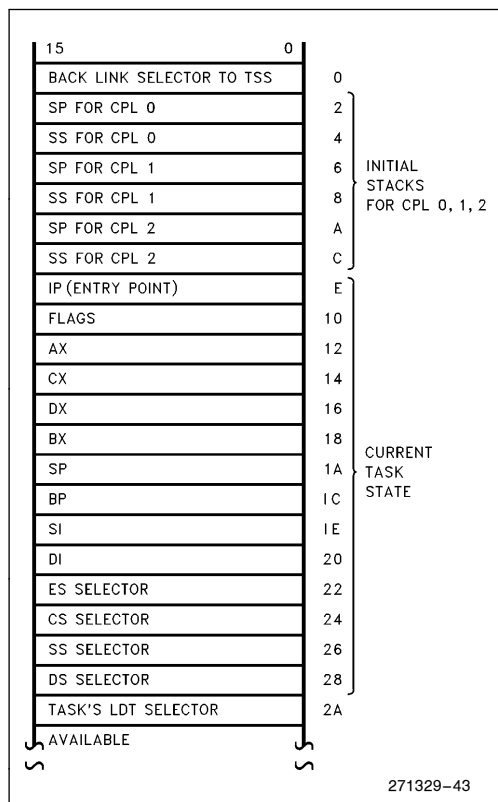 15 0
BACK LINK SELECTOR TO TSS 0
SP FOR CPL 0 2
SS FOR CPL 0 4
SP FOR CPL 1 6
SS FOR CPL 1 8
SP FOR CPL 2 A
SS FOR CPL 2 C
INITIAL
STACKS
FOR CPL 0, 1, 2
IP (ENTRY POINT) E
FLAGS 10
AX 12
CX 14
DX 16
BX 18
SP 1A
BP IC
SI IE
DI 20
ES SELECTOR 22
CS SELECTOR 24
SS SELECTOR 26
DS SELECTOR 28
CURRENT
TASK
STATE
TASK'S LDT SELECTOR 2A
AVAILABLE
271329–43